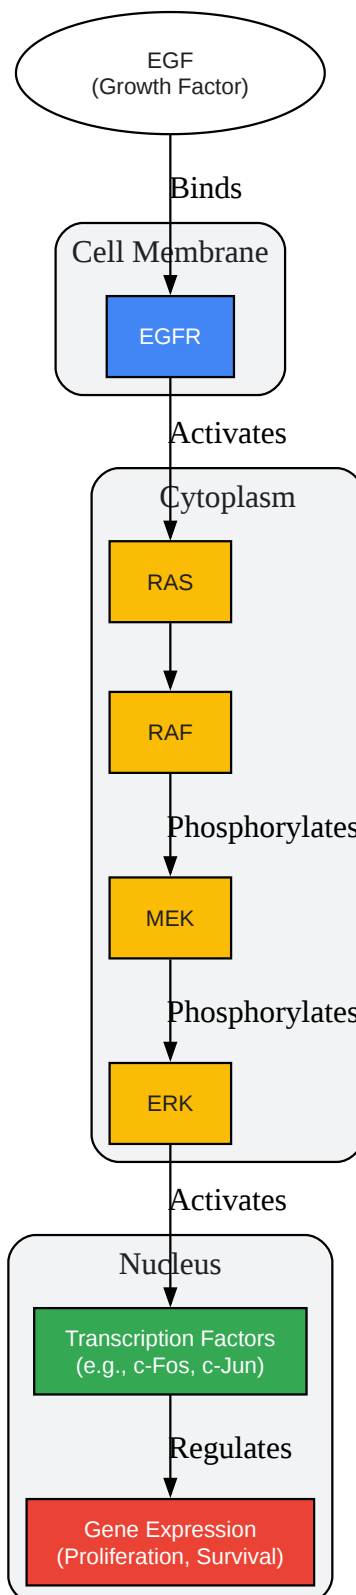 EGF
(Growth Factor)
Binds
Cell Membrane
EGFR
Activates
Cytoplasm
RAS
RAF
Phosphorylates
MEK
Phosphorylates
ERK
Activates
Nucleus
Transcription Factors
(e.g., c-Fos, c-Jun)
Regulates
Gene Expression
(Proliferation, Survival)